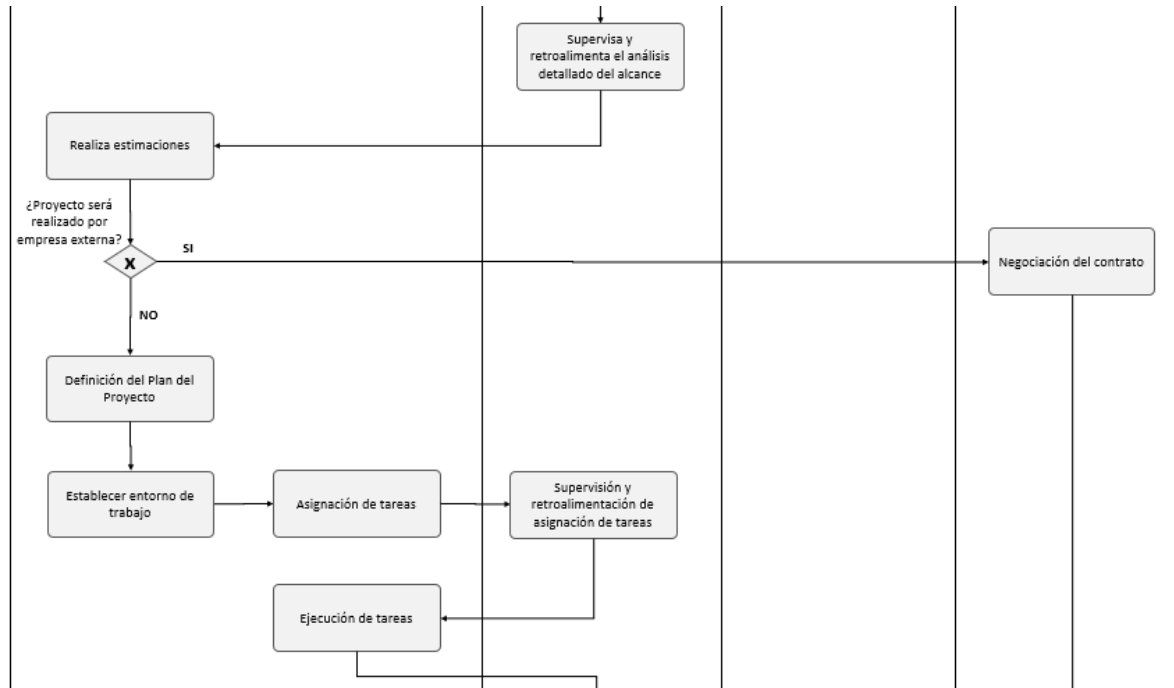 Supervisa y
retroalimenta el análisis
detallado del alcance
Realiza estimaciones
¿Proyecto será
realizado por
empresa externa?
SI
X
Negociación del contrato
NO
Definición del Plan del
Proyecto
Establecer entorno de
trabajo
Asignación de tareas
Supervisión y
retroalimentación de
asignación de tareas
Ejecución de tareas